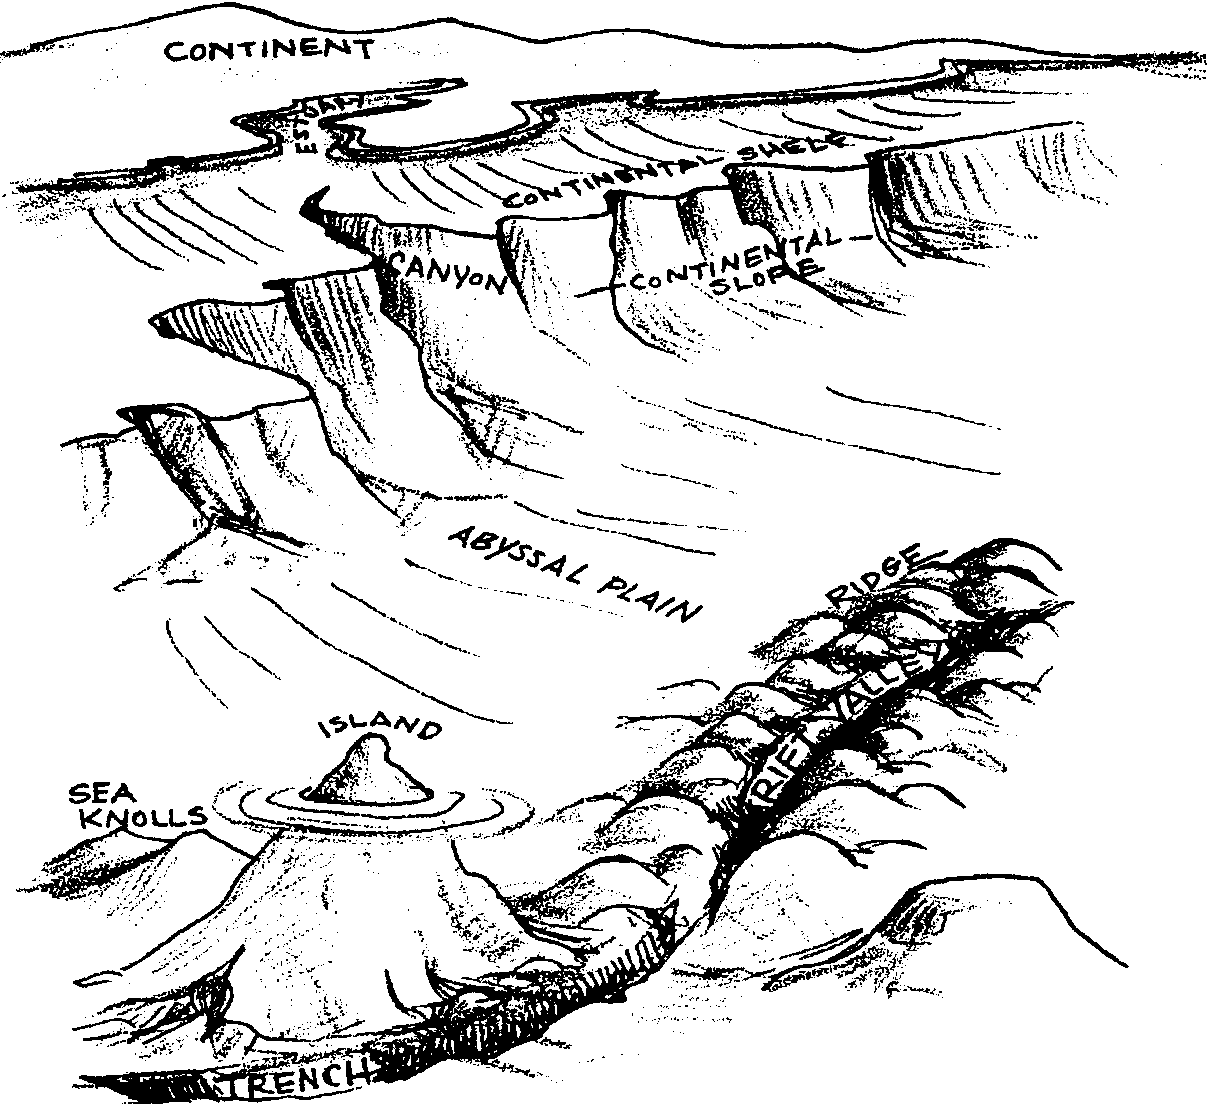 CONTINENT
ESTUARY
CONTINENTAL SHELF
CANYON
CONTINENTAL
SLOPE
ABYSSAL PLAIN
RIDGE
RIFT VALLEY
ISLAND
SEA
KNOLLS
TRENCH